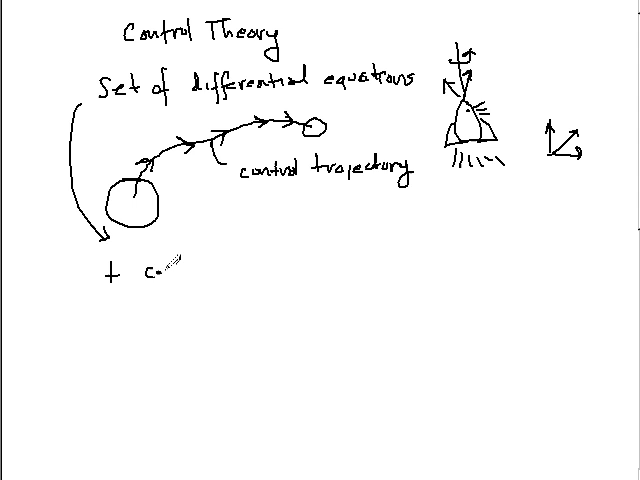 Control Theory
Set of differential equations
control trajectory
+ c